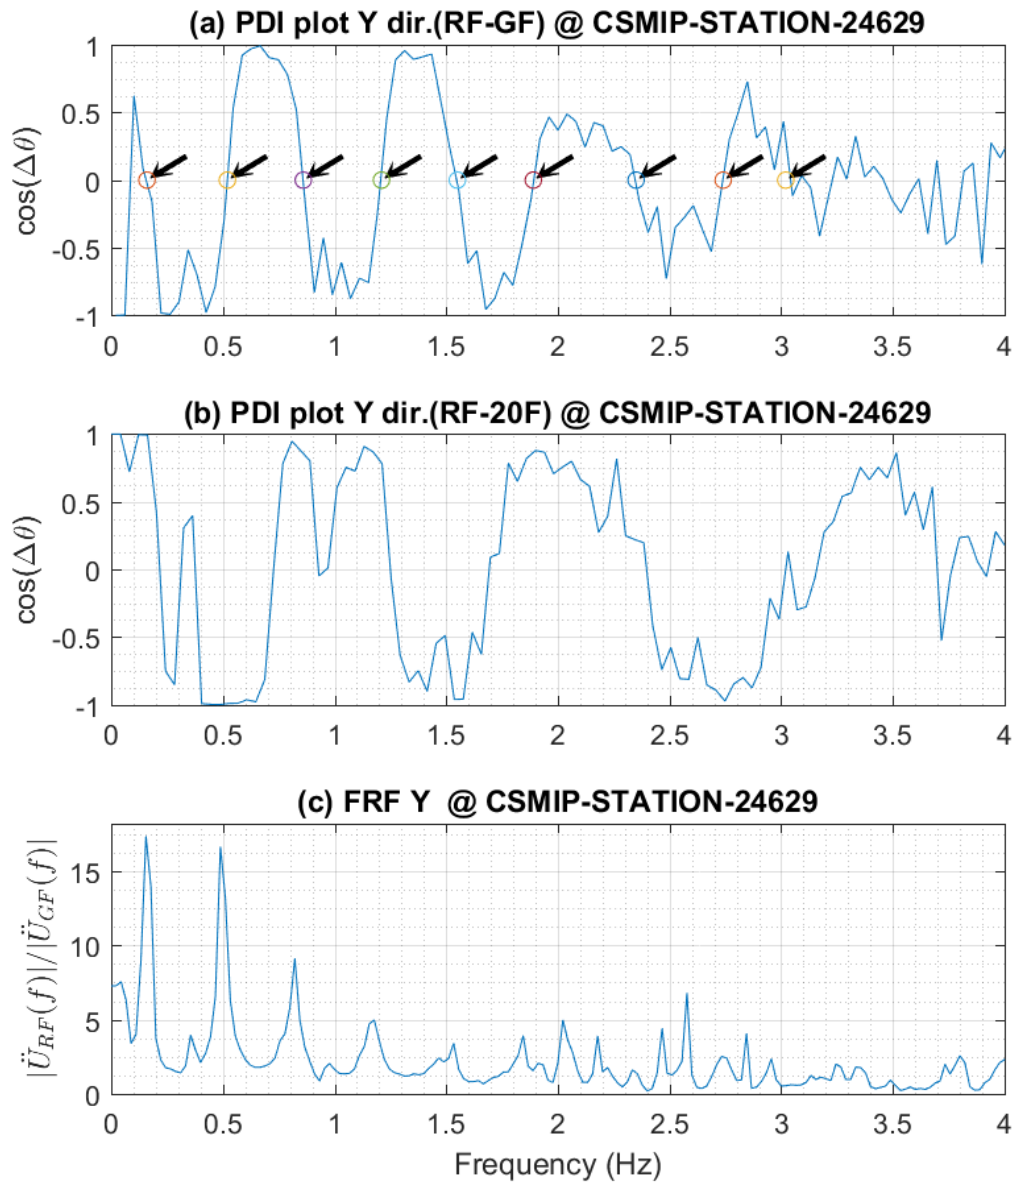 (a) PDI plot Y dir.(RF-GF) @ CSMIP-STATION-24629
1
0.5
0
-0.5
-1
cos(Δθ)
0 0.5 1 1.5 2 2.5 3 3.5 4
(b) PDI plot Y dir.(RF-20F) @ CSMIP-STATION-24629
1
0.5
0
-0.5
-1
cos(Δθ)
0 0.5 1 1.5 2 2.5 3 3.5 4
(c) FRF Y @ CSMIP-STATION-24629
15
10
5
0
|Ü_RF(f)|/|Ü_GF(f)|
0 0.5 1 1.5 2 2.5 3 3.5 4
Frequency (Hz)